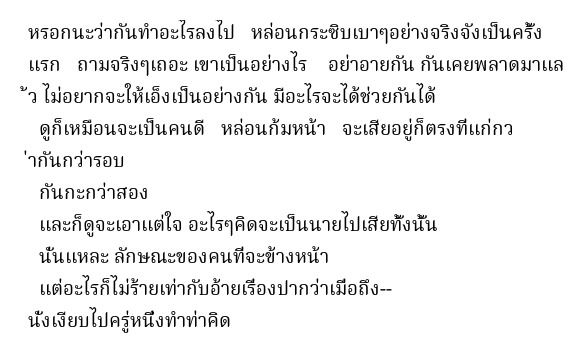 หรอกนะว่ากันทำอะไรลงไป   หล่อนกระซิบเบาๆอย่างจริงจังเป็นครั้ง
แรก   ถามจริงๆเถอะ เขาเป็นอย่างไร    อย่าอายกัน กันเคยพลาดมาแล
้ว ไม่อยากจะให้เอ็งเป็นอย่างกัน มีอะไรจะได้ช่วยกันได้
ดูก็เหมือนจะเป็นคนดี   หล่อนก้มหน้า   จะเสียอยู่ก็ตรงที่แก่กว
่ากันกว่ารอบ
กันกะกว่าสอง
และก็ดูจะเอาแต่ใจ อะไรๆคิดจะเป็นนายไปเสียทั้งนั้น
นั่นแหละ ลักษณะของคนที่จะข้างหน้า
แต่อะไรก็ไม่ร้ายเท่ากับอ้ายเรื่องปากว่ามือถึง--
นั่งเงียบไปครู่หนึ่งทำท่าคิด